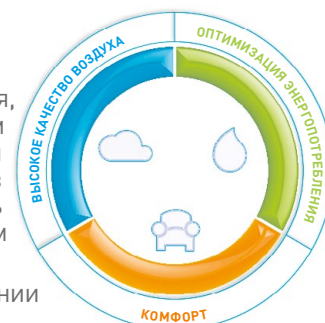 ВЫСОКОЕ КАЧЕСТВО ВОЗДУХА
ОПТИМИЗАЦИЯ ЭНЕРГОПОТРЕБЛЕНИЯ
КОМФОРТ